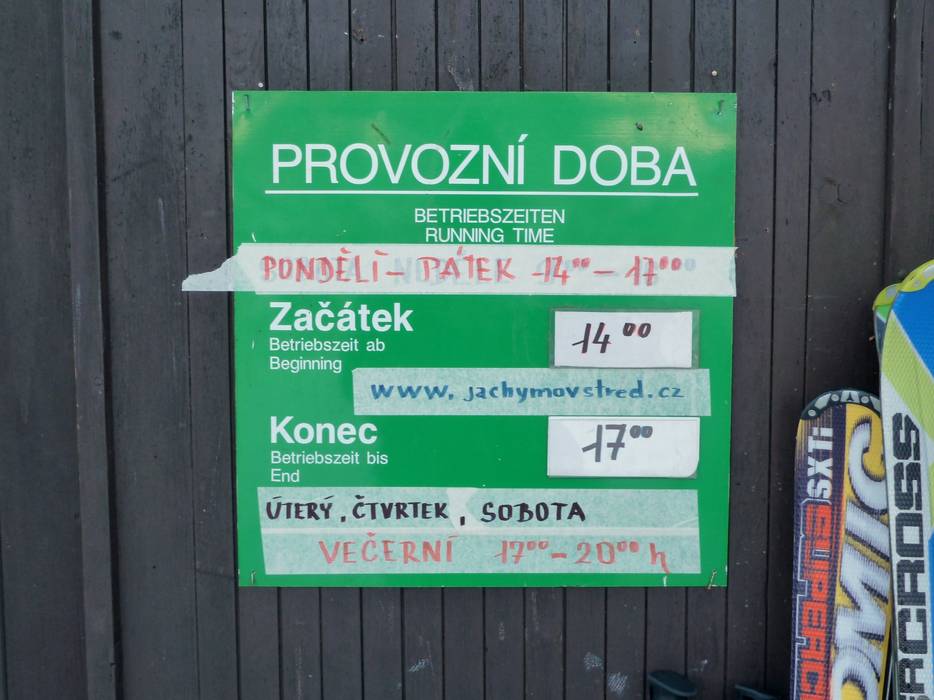 PROVOZNÍ DOBA
BETRIEBSZEITEN
RUNNING TIME
PONDĚLÍ - PÁTEK 14⁰⁰ - 17⁰⁰
Začátek
Betriebszeit ab
Beginning
14⁰⁰
www.jachymovstred.cz
Konec
Betriebszeit bis
End
17⁰⁰
ÚTERÝ, ČTVRTEK, SOBOTA
VEČERNÍ 17⁰⁰ - 20⁰⁰ h
SX11